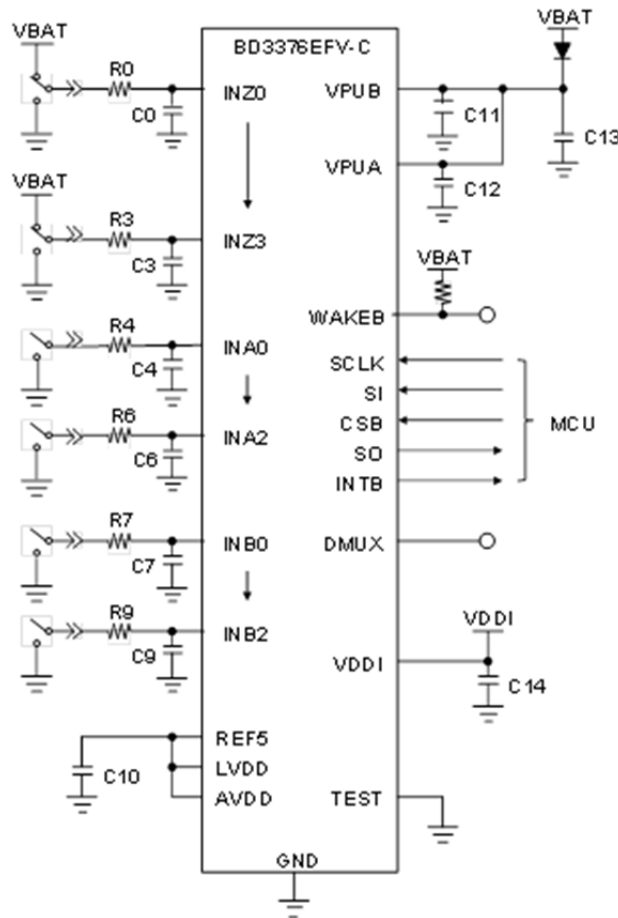 VBAT
VBAT
BD3376EFV-C
R0
C0
INZ0
VPUB
C11
C13
VPUA
C12
VBAT
R3
C3
INZ3
VBAT
WAKEB
R4
C4
INA0
SCLK
SI
R6
C6
INA2
CSB
MCU
SO
INTB
R7
C7
INB0
DMUX
R9
C9
INB2
VDDI
VDDI
C14
REF5
C10
LVDD
AVDD
TEST
GND